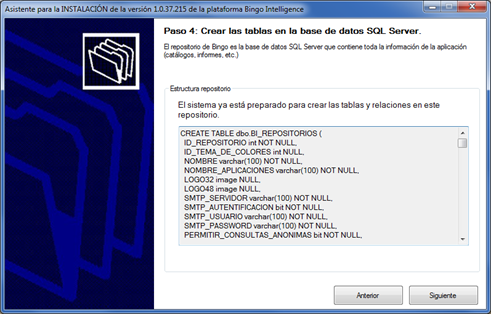 Asistente para la INSTALACIÓN de la versión 1.0.37.215 de la plataforma Bingo Intelligence
Paso 4: Crear las tablas en la base de datos SQL Server.
El repositorio de Bingo es la base de datos SQL Server que contiene toda la información de la aplicación
(catálogos, informes, etc.)
Estructura repositorio
El sistema ya está preparado para crear las tablas y relaciones en este
repositorio.
CREATE TABLE dbo.BI_REPOSITORIOS (
ID_REPOSITORIO int NOT NULL,
ID_TEMA_DE_COLORES int NULL,
NOMBRE varchar(100) NOT NULL,
NOMBRE_APLICACIONES varchar(100) NOT NULL,
LOGO32 image NULL,
LOGO48 image NULL,
SMTP_SERVIDOR varchar(100) NOT NULL,
SMTP_AUTENTIFICACION bit NOT NULL,
SMTP_USUARIO varchar(100) NOT NULL,
SMTP_PASSWORD varchar(100) NOT NULL,
PERMITIR_CONSULTAS_ANONIMAS bit NOT NULL,
Anterior
Siguiente